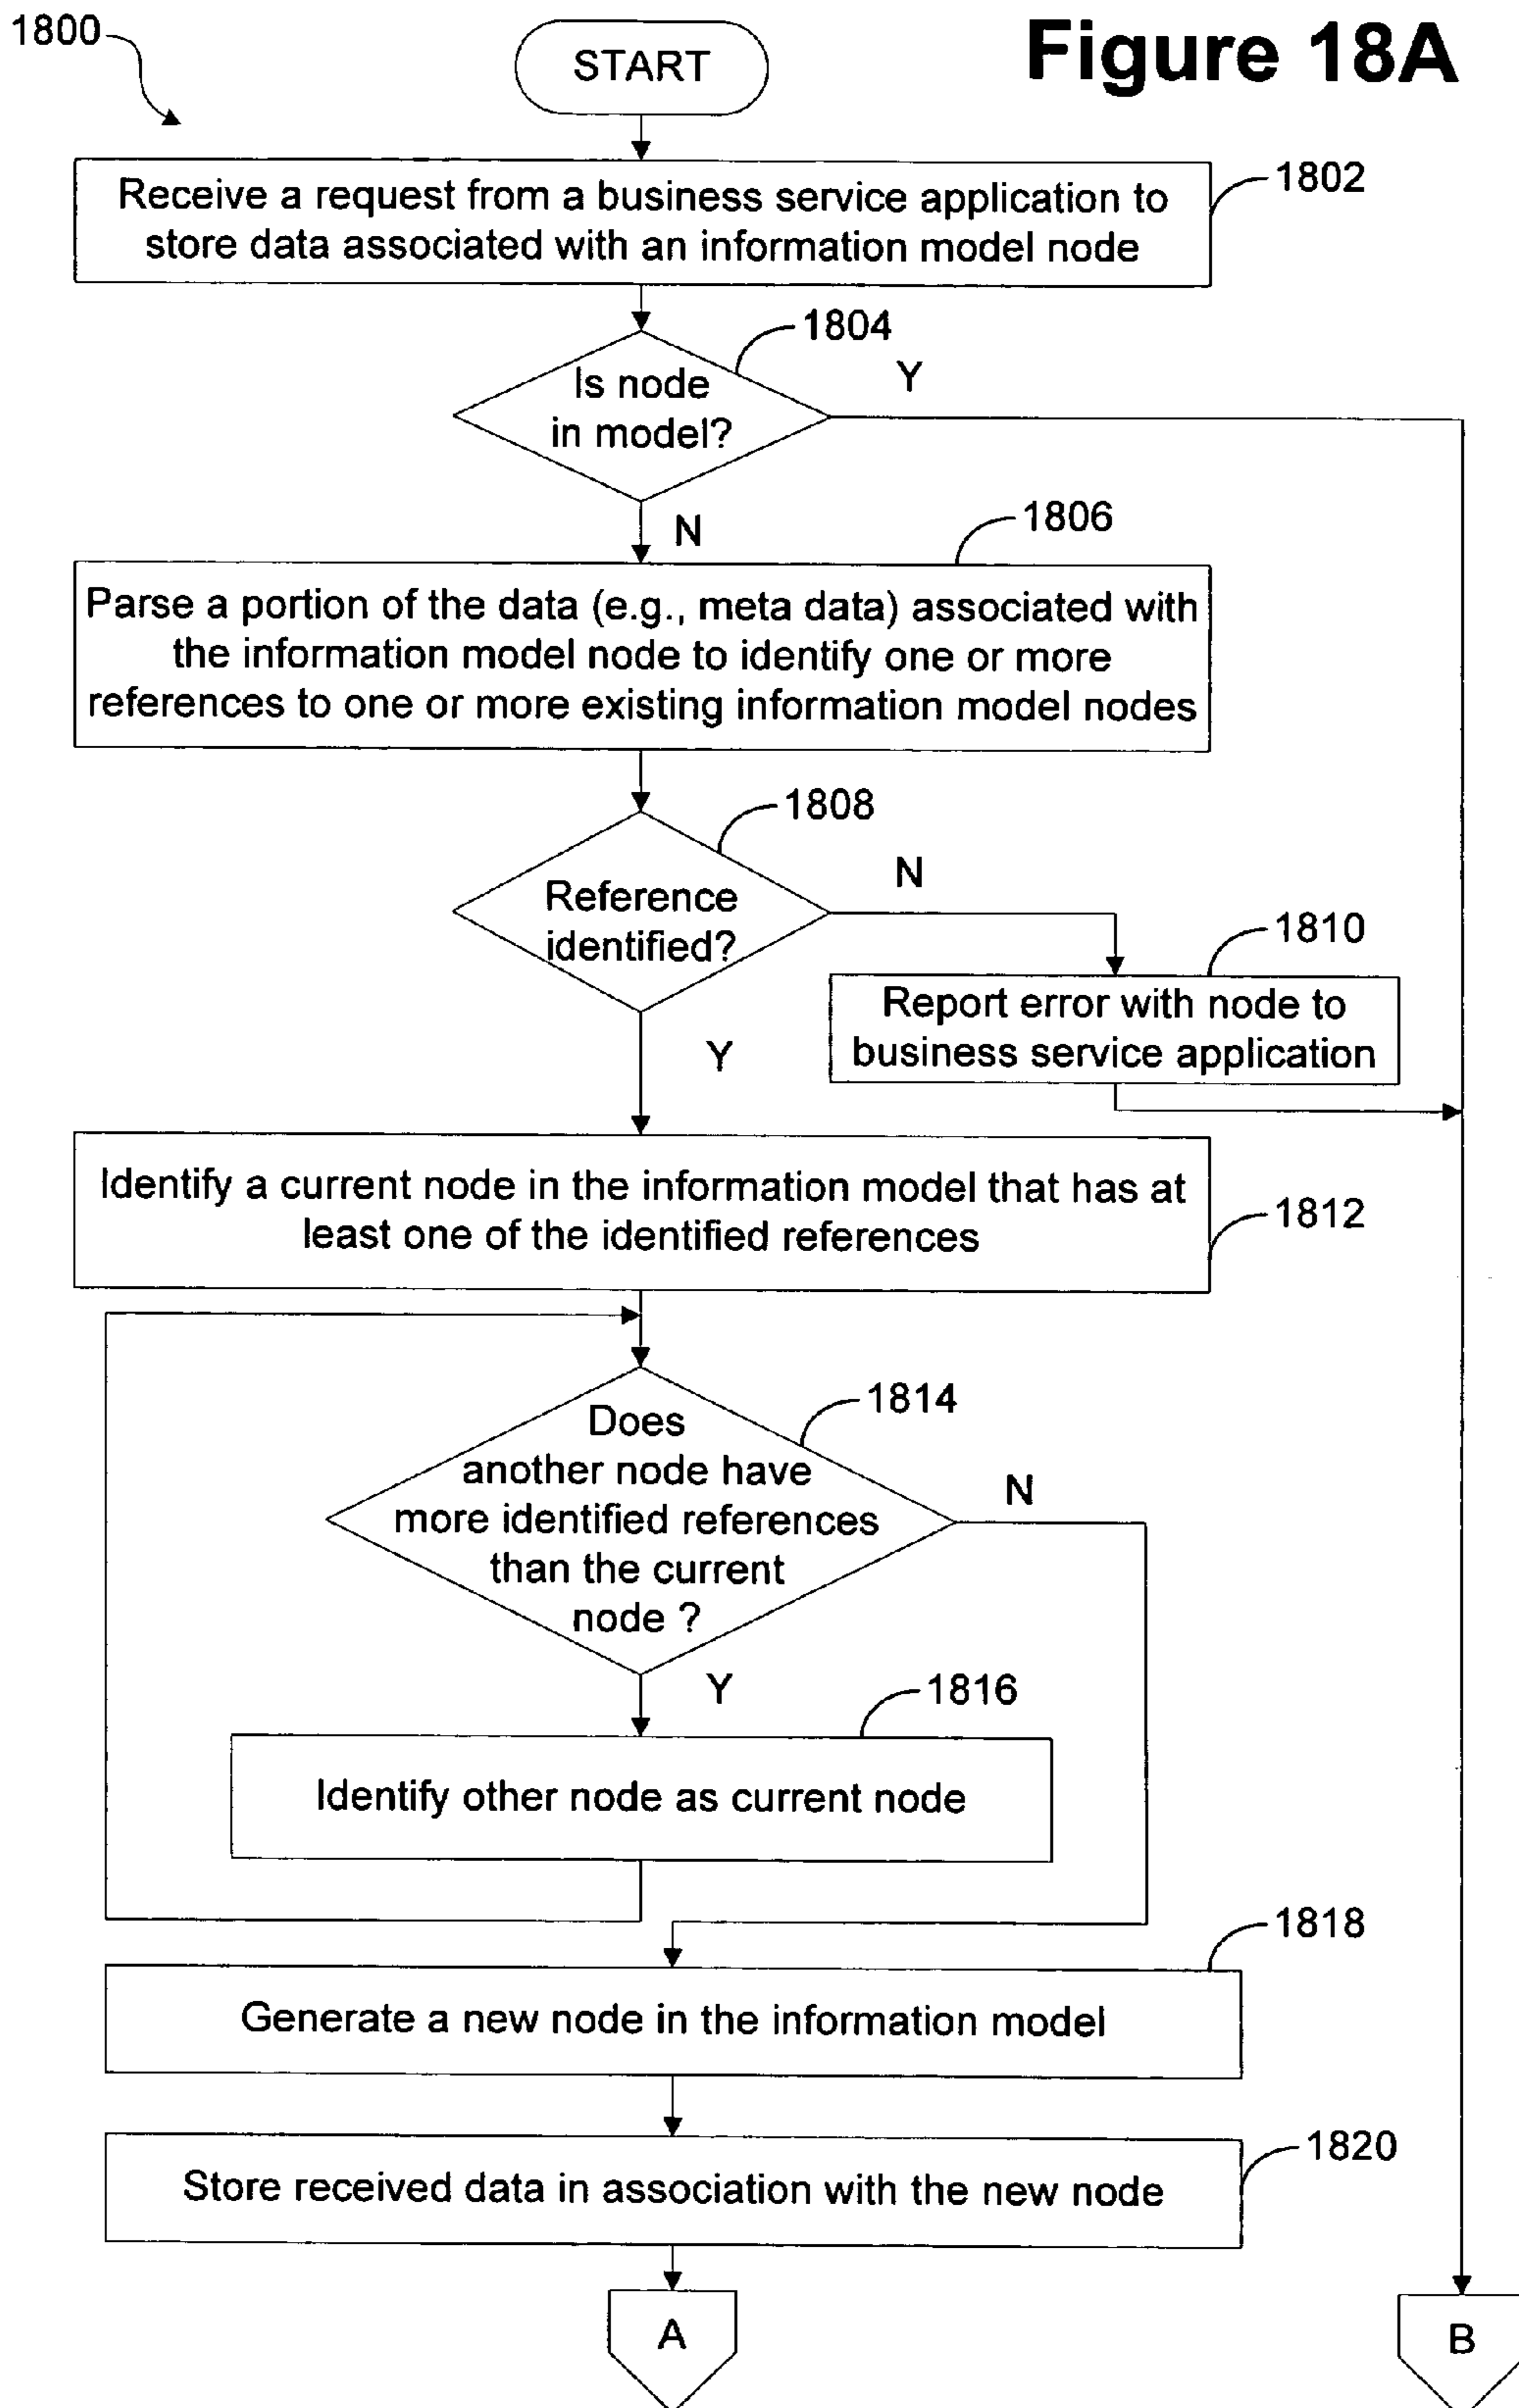 1800
START
Figure 18A
Receive a request from a business service application to
store data associated with an information model node
1802
1804
Is node
in model?
Y
N
1806
Parse a portion of the data (e.g., meta data) associated with
the information model node to identify one or more
references to one or more existing information model nodes
1808
Reference
identified?
N
1810
Report error with node to
business service application
Y
Identify a current node in the information model that has at
least one of the identified references
1812
1814
Does
another node have
more identified references
than the current
node ?
N
Y
1816
Identify other node as current node
1818
Generate a new node in the information model
1820
Store received data in association with the new node
A
B